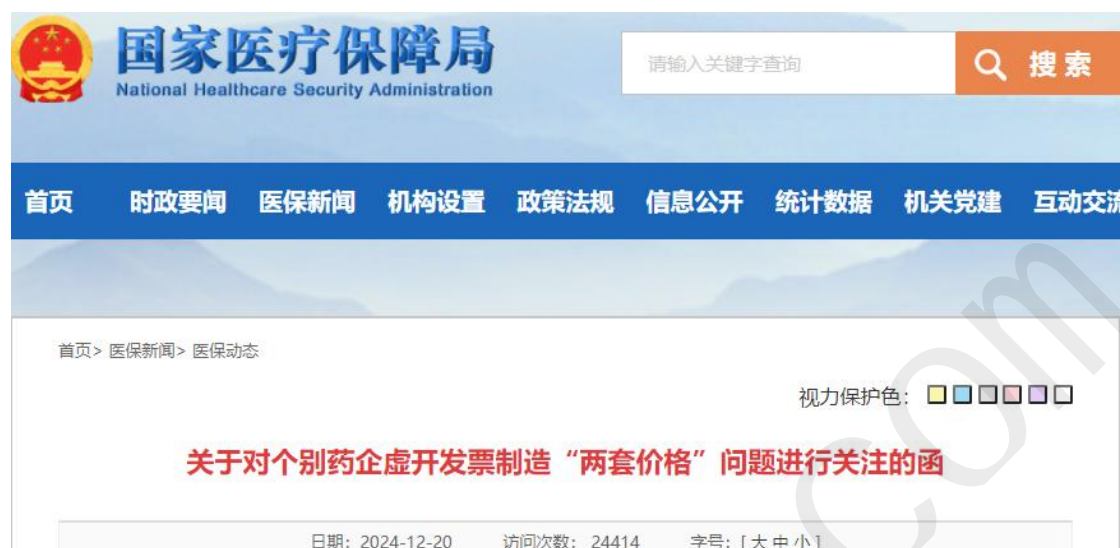 国家医疗保障局
National Healthcare Security Administration
请输入关键字查询
搜索
首页 时政要闻 医保新闻 机构设置 政策法规 信息公开 统计数据 机关党建 互动交流
首页> 医保新闻> 医保动态
视力保护色:
关于对个别药企虚开发票制造“两套价格”问题进行关注的函
日期: 2024-12-20 访问次数: 24414 字号: [ 大 中 小 ]
com